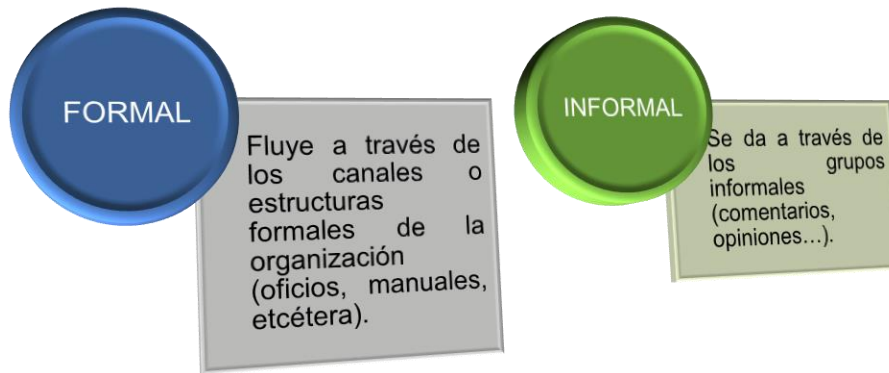 FORMAL
Fluye a través de
los canales o
estructuras
formales de la
organización
(oficios, manuales,
etcétera).
INFORMAL
Se da a través de
los grupos
informales
(comentarios,
opiniones...).